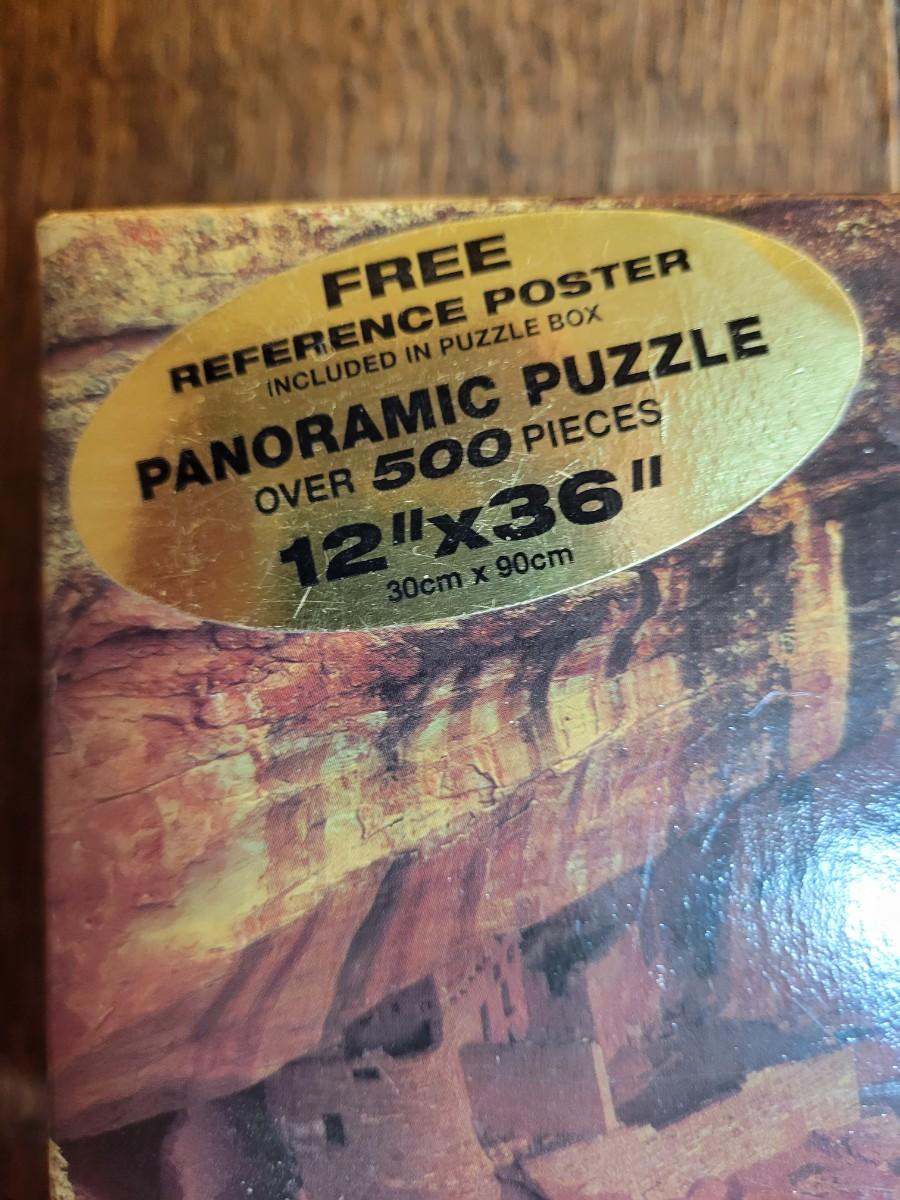 FREE
REFERENCE POSTER
INCLUDED IN PUZZLE BOX
PANORAMIC PUZZLE
OVER 500 PIECES
12"x36"
30cm x 90cm